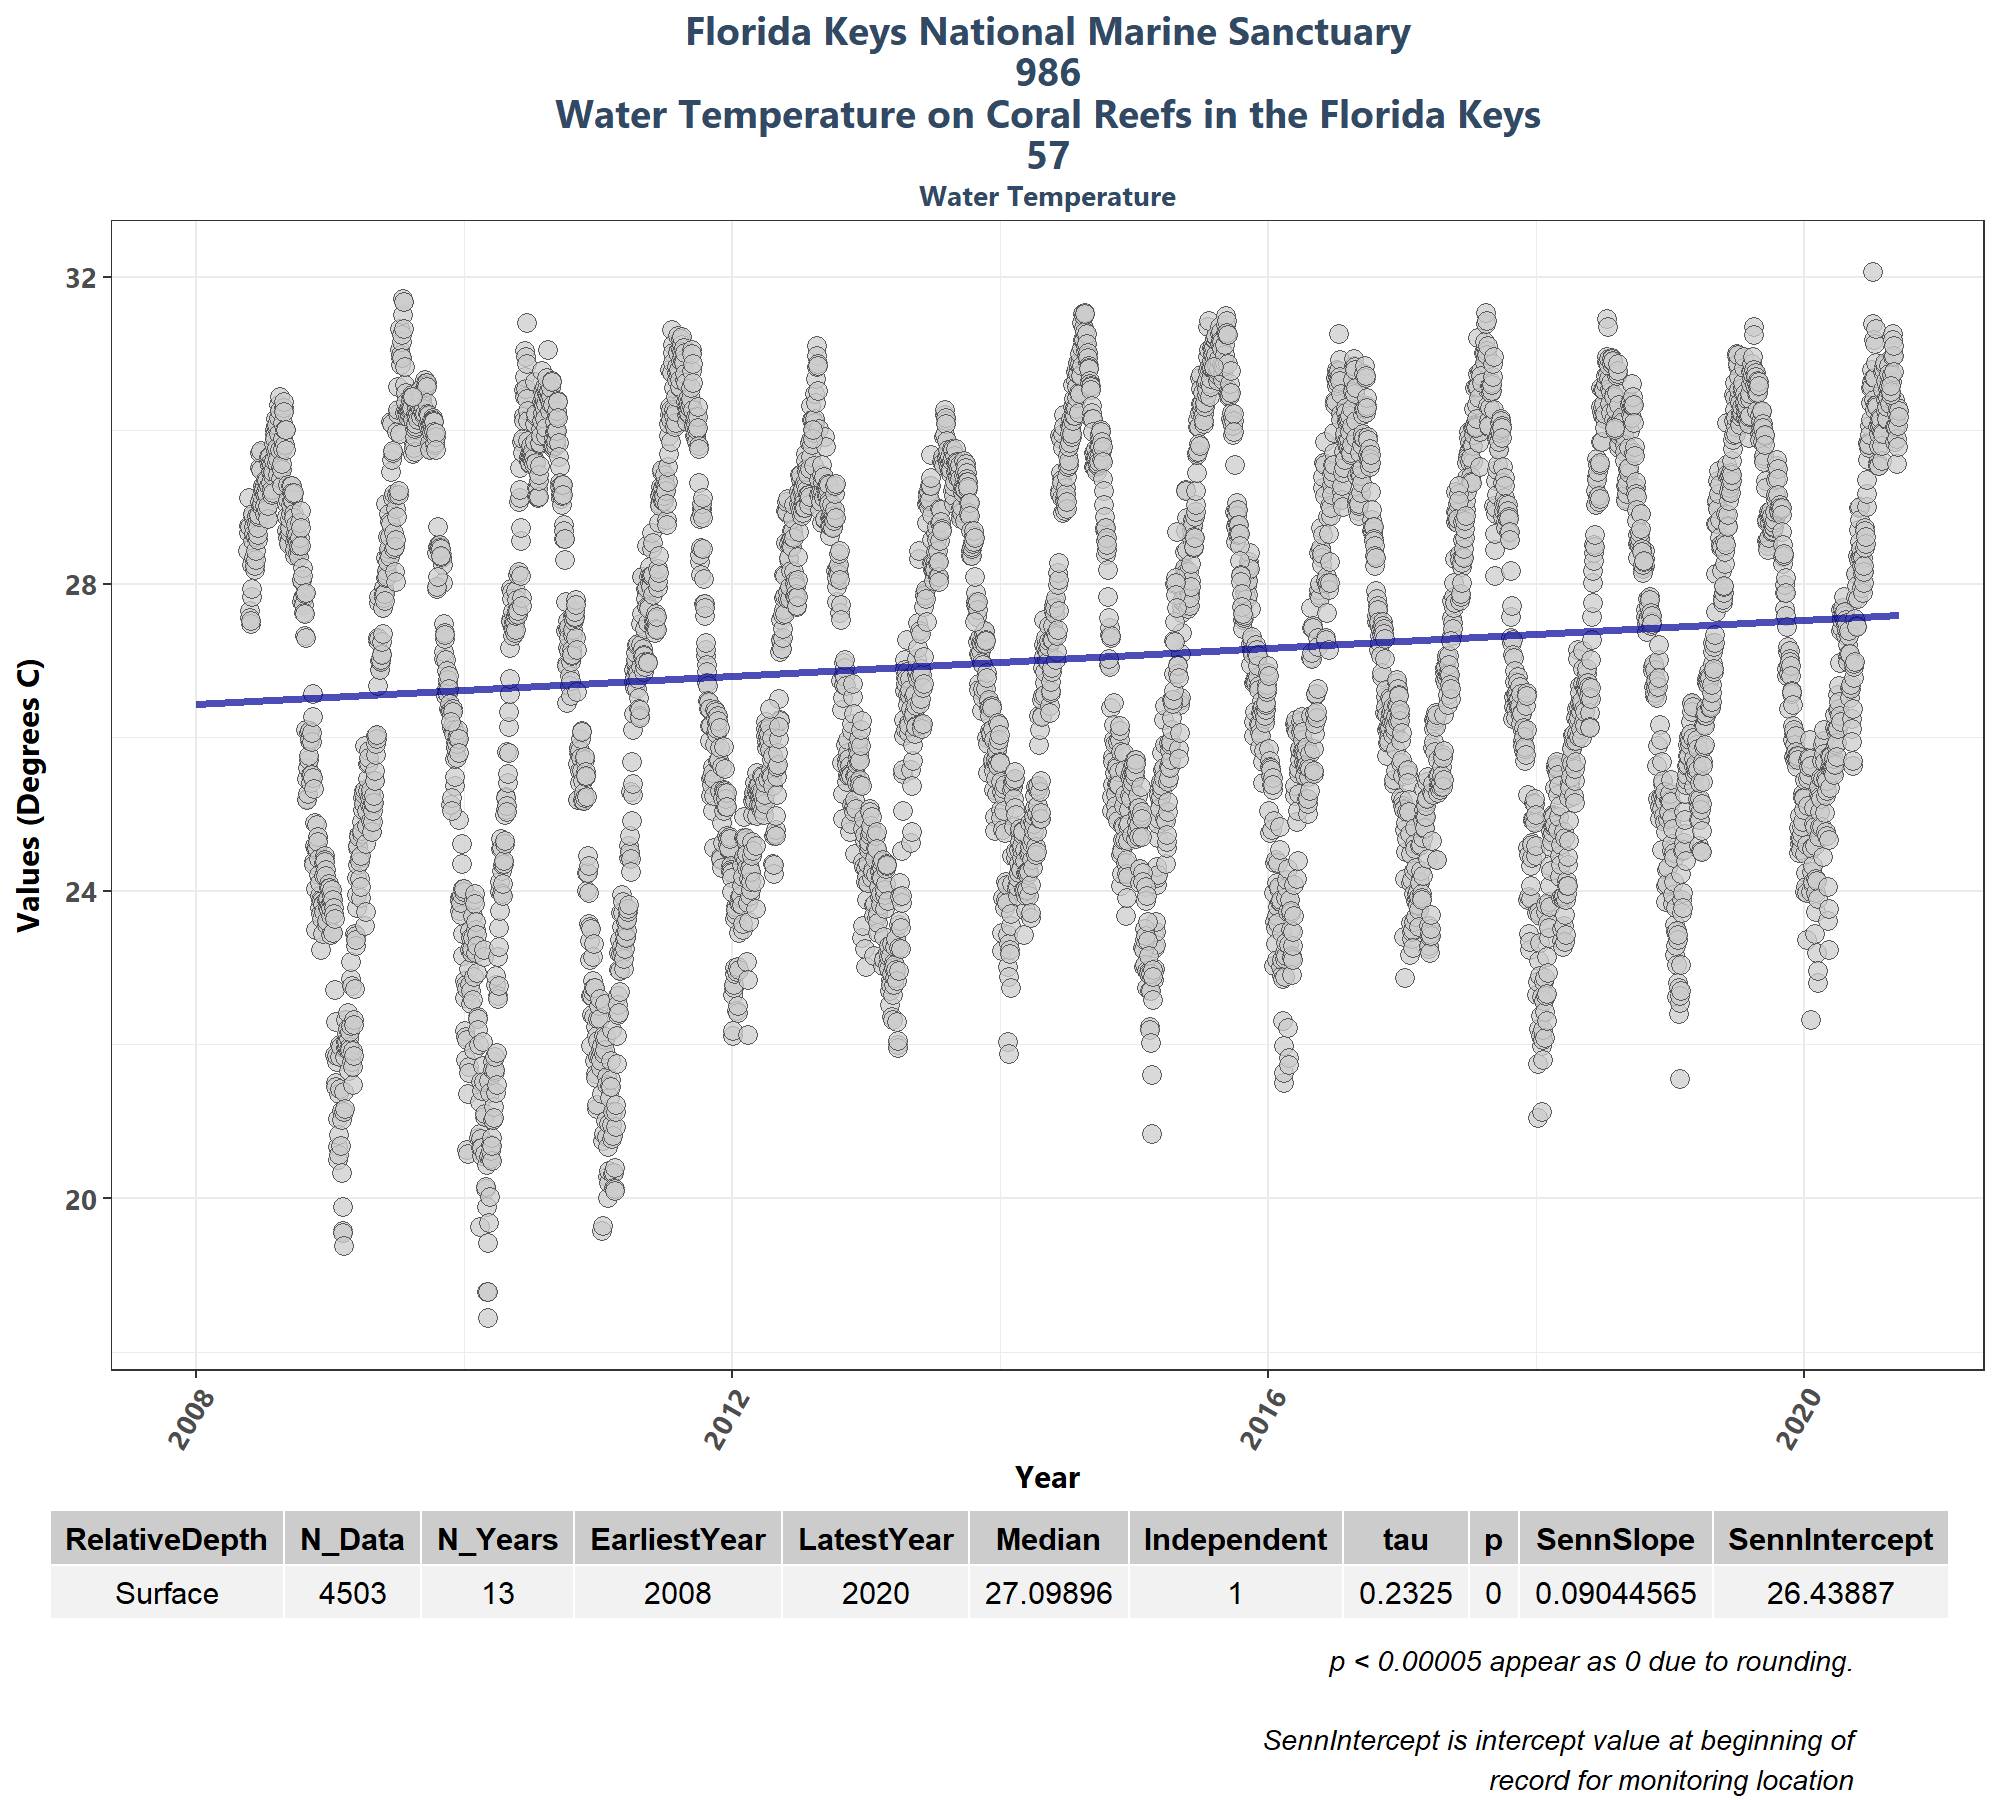 Florida Keys National Marine Sanctuary
986
Water Temperature on Coral Reefs in the Florida Keys
57
Water Temperature
32
28
24
20
Values (Degrees C)
2008 2012 2016 2020
Year
RelativeDepth N_Data N_Years EarliestYear LatestYear Median Independent tau p SennSlope SennIntercept
Surface 4503 13 2008 2020 27.09896 1 0.2325 0 0.09044565 26.43887
p < 0.00005 appear as 0 due to rounding.
SennIntercept is intercept value at beginning of
record for monitoring location